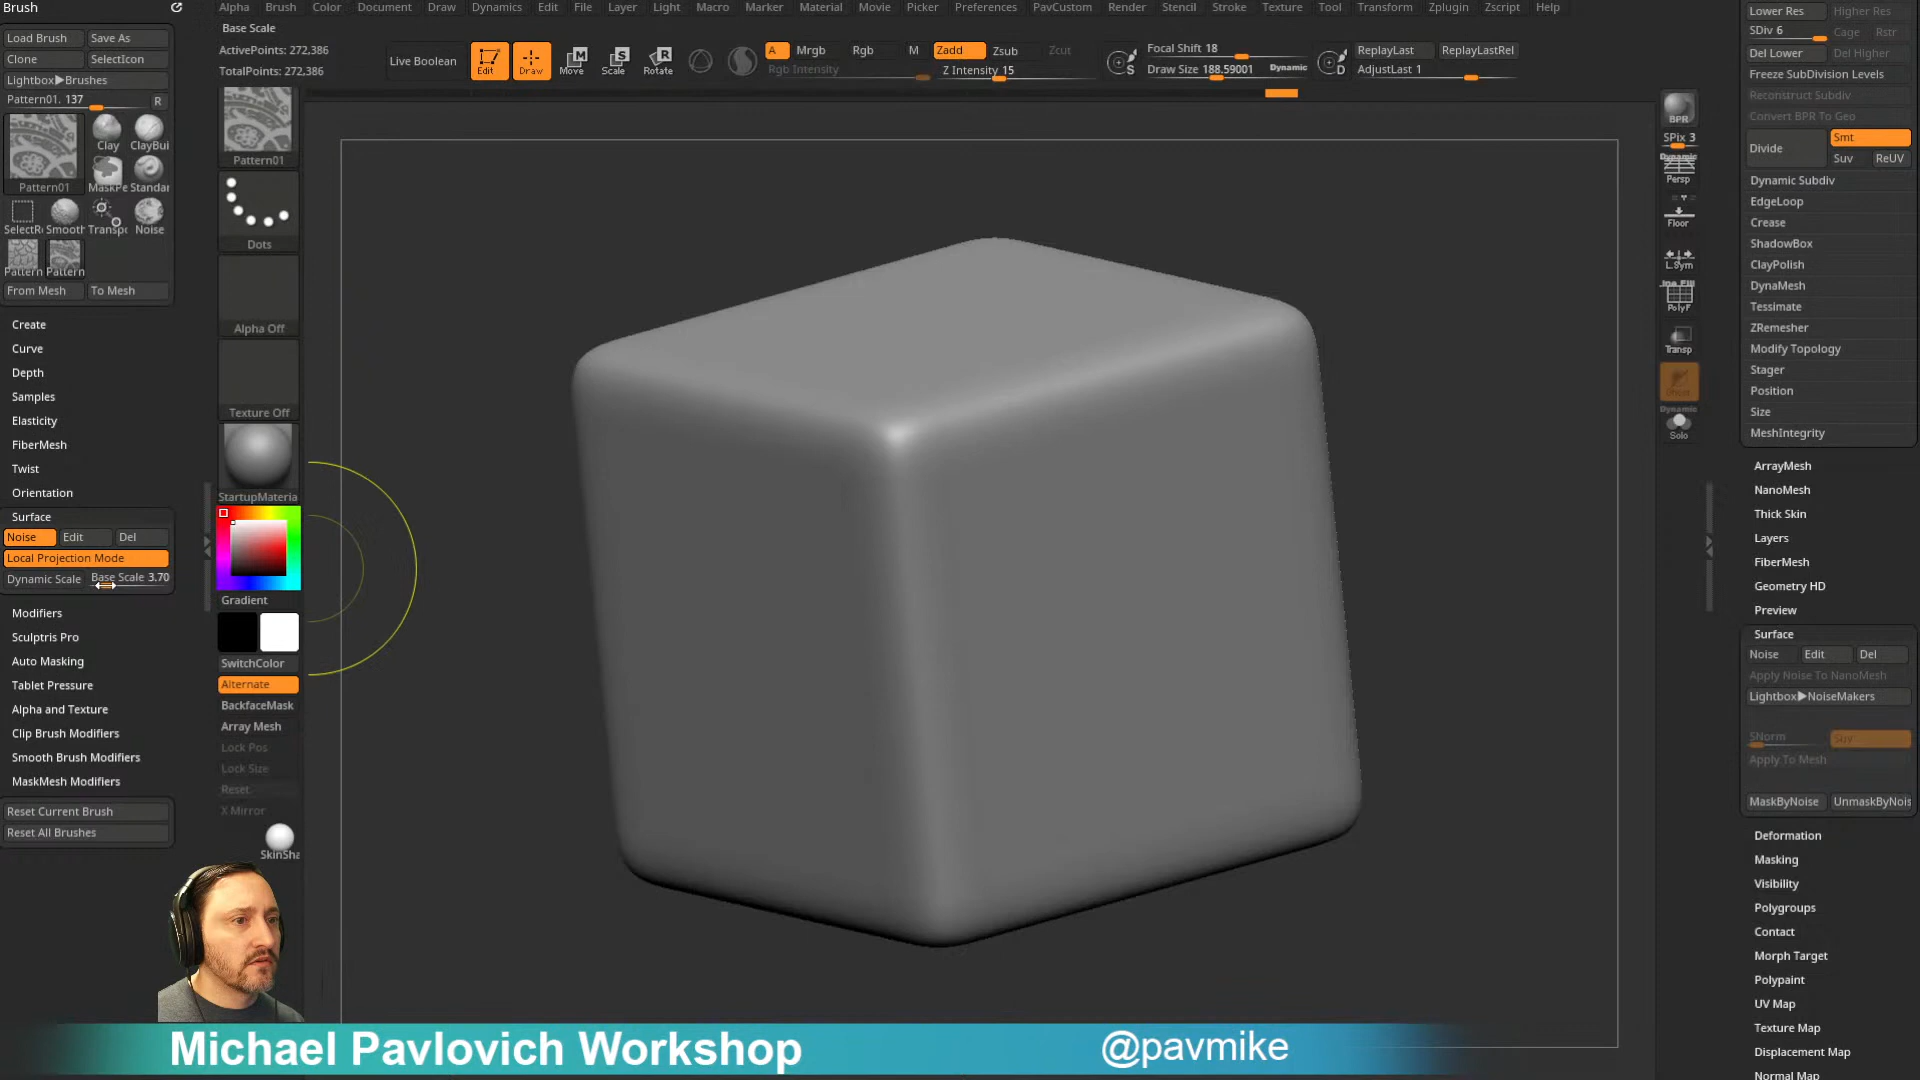 Brush
Alpha Brush Color Document Draw Dynamics Edit File Layer Light Macro Marker Material Movie Picker Preferences PavCustom Render Stencil Stroke Texture Tool Transform Zplugin Zscript Help
Base Scale
Load Brush Save As
Clone SelectIcon
Lightbox▶Brushes
Pattern01. 137 R
Pattern01
Clay ClayBui
MaskPe Standar
SelectRe Smooth Transpo Noise
Pattern Pattern
From Mesh To Mesh
Create
Curve
Depth
Samples
Elasticity
FiberMesh
Twist
Orientation
Surface
Noise Edit Del
Local Projection Mode
Dynamic Scale Base Scale 3.70
Modifiers
Sculptris Pro
Auto Masking
Tablet Pressure
Alpha and Texture
Clip Brush Modifiers
Smooth Brush Modifiers
MaskMesh Modifiers
Reset Current Brush
Reset All Brushes
ActivePoints: 272,386
TotalPoints: 272,386
Live Boolean
Edit Draw Move Scale Rotate
A Mrgb Rgb M
Rgb Intensity
Zadd Zsub Zcut
Z Intensity 15
S
Focal Shift 18
Draw Size 188.59001 Dynamic
D
ReplayLast ReplayLastRel
AdjustLast 1
Pattern01
Dots
Alpha Off
Texture Off
StartupMateria
Gradient
SwitchColor
Alternate
BackfaceMask
Array Mesh
Lock Pos
Lock Size
Reset
X Mirror
SkinSha
BPR
SPix 3
Dynamic
Persp
Floor
L.Sym
PolyF
Transp
Dynamic
Solo
Lower Res Higher Res
SDiv 6 Cage Rstr
Del Lower Del Higher
Freeze SubDivision Levels
Reconstruct Subdiv
Convert BPR To Geo
Divide Smt
Suv ReUV
Dynamic Subdiv
EdgeLoop
Crease
ShadowBox
ClayPolish
DynaMesh
Tessimate
ZRemesher
Modify Topology
Stager
Position
Size
MeshIntegrity
ArrayMesh
NanoMesh
Thick Skin
Layers
FiberMesh
Geometry HD
Preview
Surface
Noise Edit Del
Apply Noise To NanoMesh
Lightbox▶NoiseMakers
SNorm Suv
Apply To Mesh
MaskByNoise UnmaskByNois
Deformation
Masking
Visibility
Polygroups
Contact
Morph Target
Polypaint
UV Map
Texture Map
Displacement Map
Normal Map
Michael Pavlovich Workshop
@pavmike